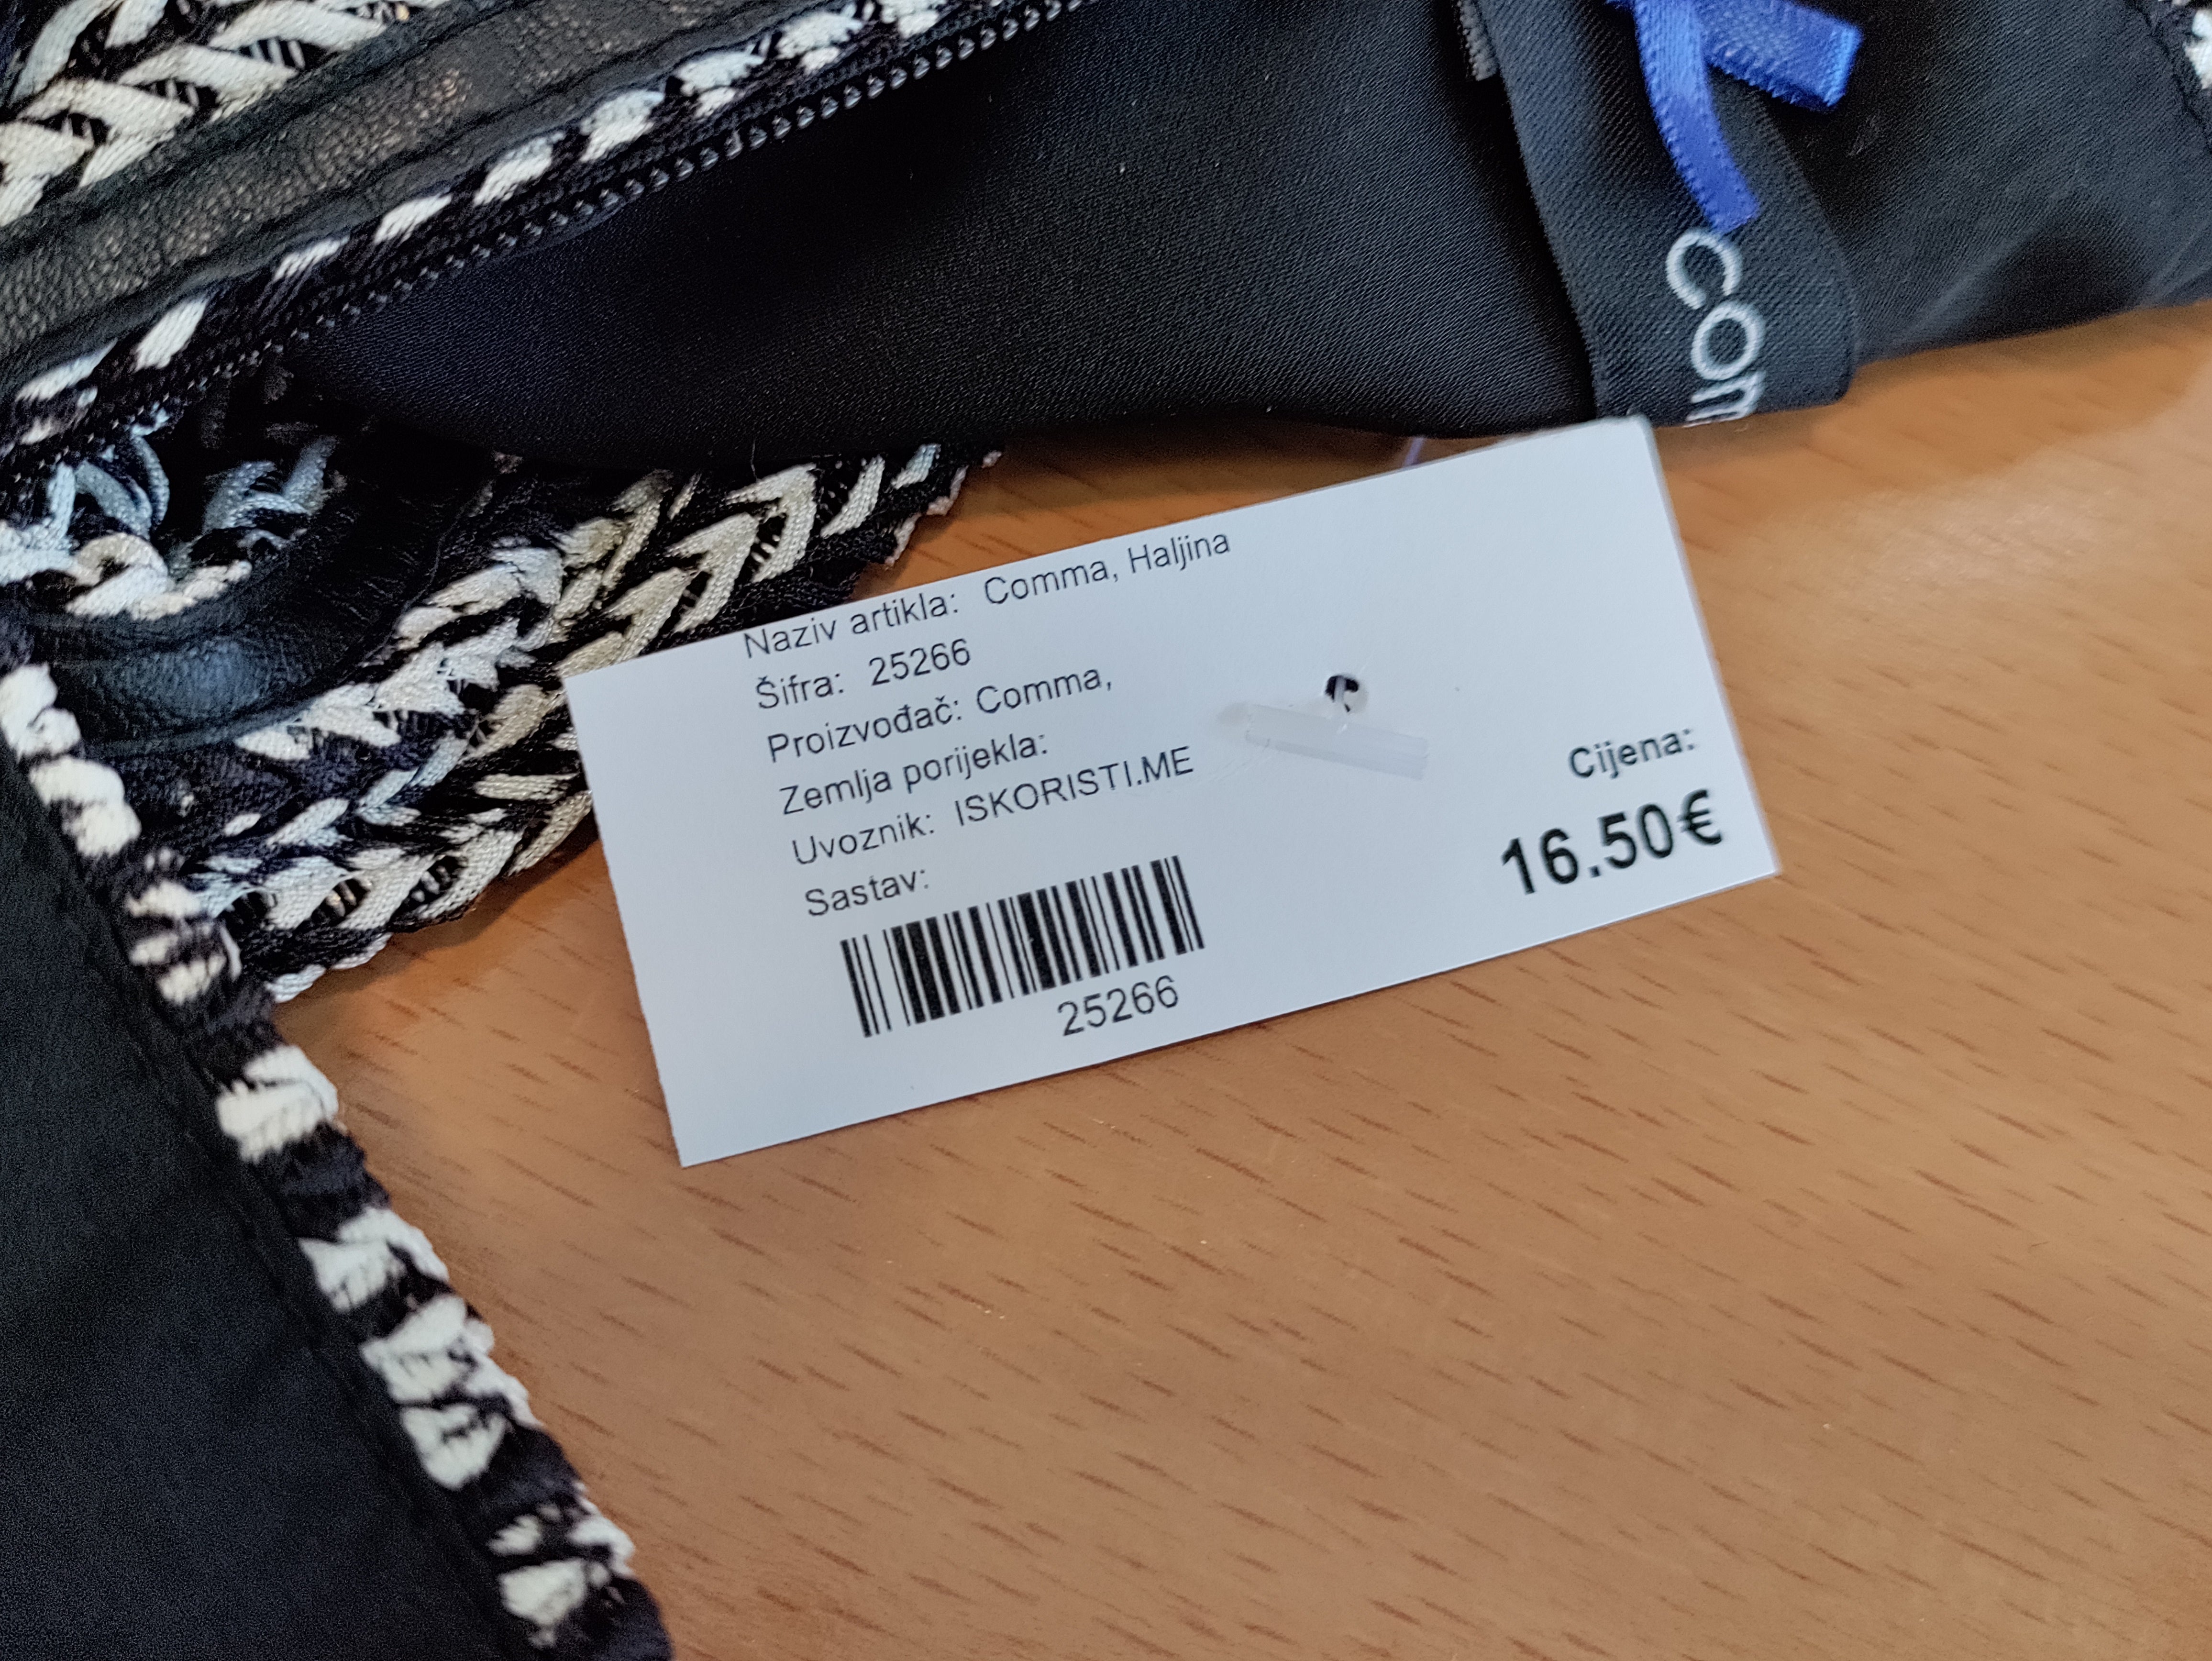 com
Naziv artikla: Comma, Haljina
Šifra: 25266
Proizvođač: Comma,
Zemlja porijekla:
Uvoznik: ISKORISTI.ME
Sastav:
25266
Cijena:
16.50€